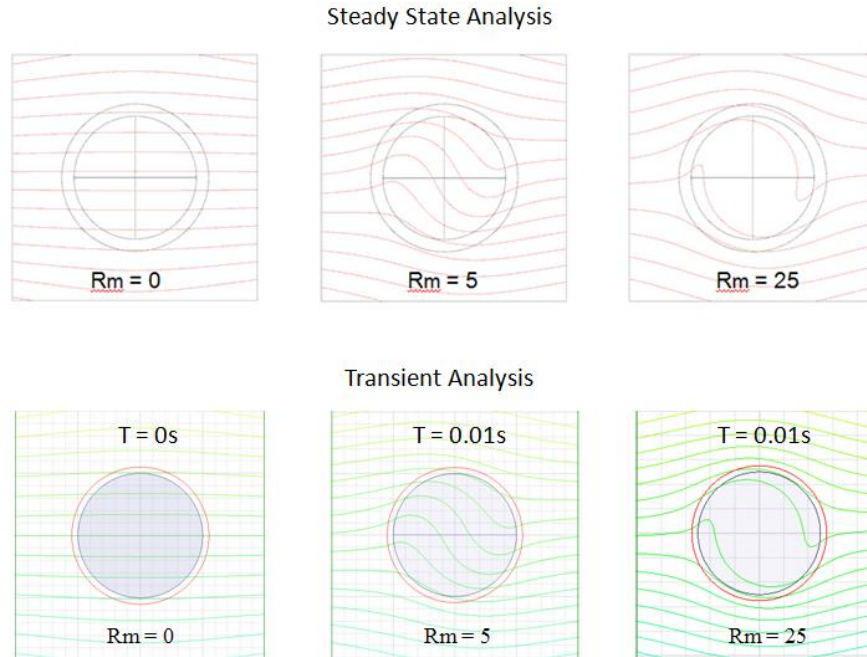 Steady State Analysis
Rm = 0
Rm = 5
Rm = 25
Transient Analysis
T = 0s
T = 0.01s
T = 0.01s
Rm = 0
Rm = 5
Rm = 25